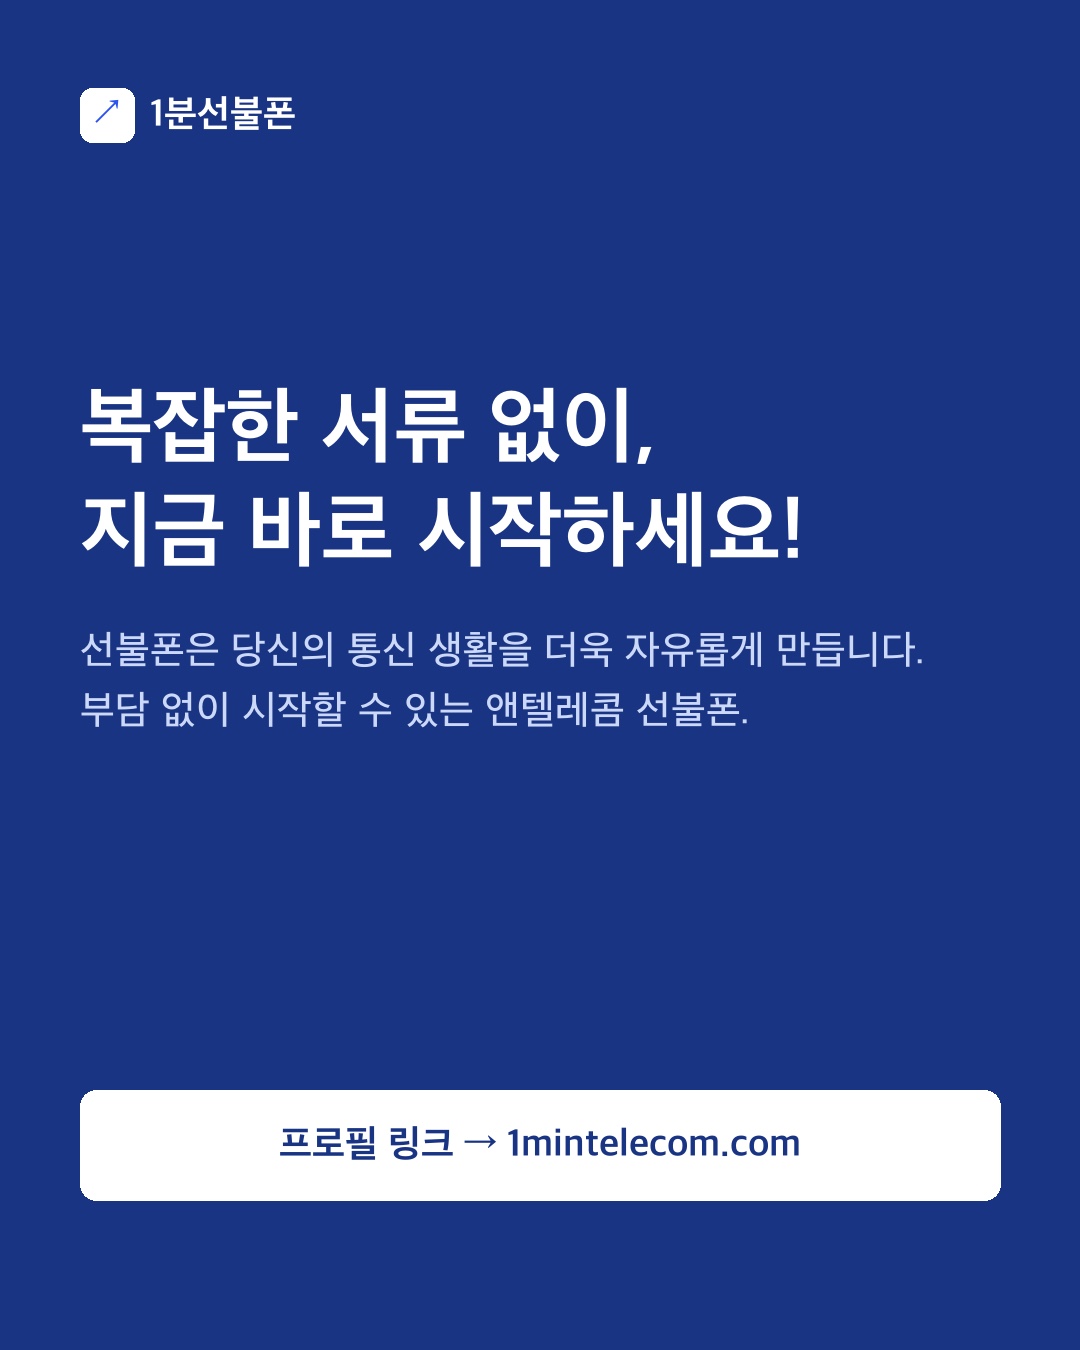 1분선불폰
복잡한 서류 없이,
지금 바로 시작하세요!
선불폰은 당신의 통신 생활을 더욱 자유롭게 만듭니다.
부담 없이 시작할 수 있는 앤텔레콤 선불폰.
프로필 링크 → 1mintelecom.com